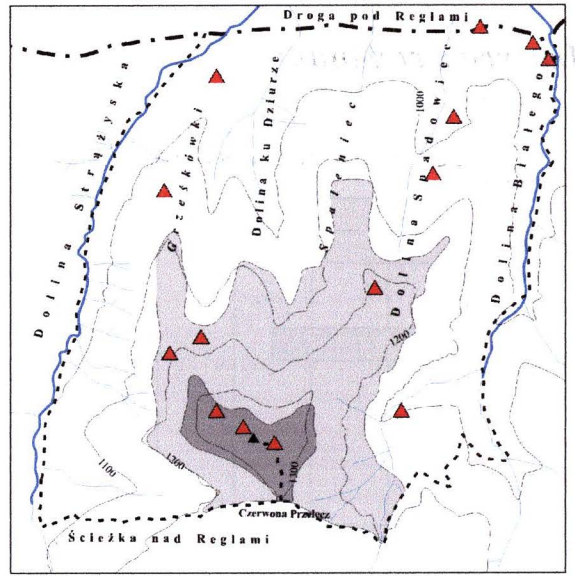 Droga pod Reglami
Dolina Strążyska
Grześkówki
Dolina ku Dziurze
Spaleniec
1000
Dolina Spadowiec
Dolina Białego
1200
1100
1200
1300
Czerwona Przełęcz
Ścieżka nad Reglami